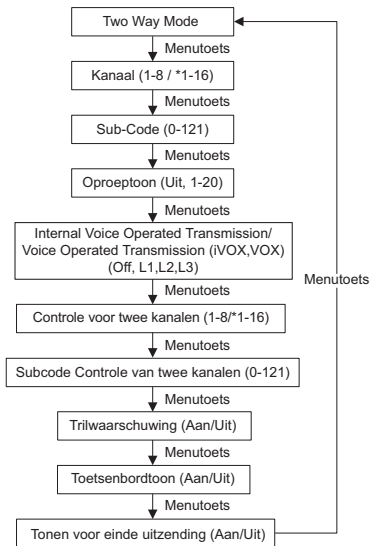 Two Way Mode
Menutoets
Kanaal (1-8 / *1-16)
Menutoets
Sub-Code (0-121)
Menutoets
Oproeptoon (Uit, 1-20)
Menutoets
Internal Voice Operated Transmission/
Voice Operated Transmission (iVOX,VOX)
(Off, L1,L2,L3)
Menutoets
Menutoets
Controle voor twee kanalen (1-8/*1-16)
Menutoets
Subcode Controle van twee kanalen (0-121)
Menutoets
Trilwaarschuwing (Aan/Uit)
Menutoets
Toetsenbordtoon (Aan/Uit)
Menutoets
Tonen voor einde uitzending (Aan/Uit)